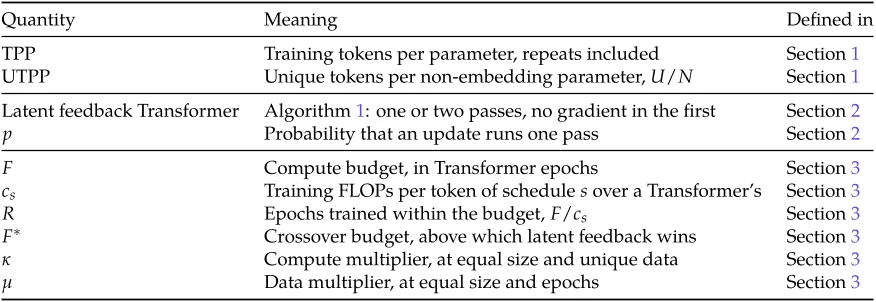 Quantity Meaning Defined in
TPP Training tokens per parameter, repeats included Section 1
UTPP Unique tokens per non-embedding parameter, U/N Section 1
Latent feedback Transformer Algorithm 1: one or two passes, no gradient in the first Section 2
p Probability that an update runs one pass Section 2
F Compute budget, in Transformer epochs Section 3
c_s Training FLOPs per token of schedule s over a Transformer's Section 3
R Epochs trained within the budget, F/c_s Section 3
F* Crossover budget, above which latent feedback wins Section 3
κ Compute multiplier, at equal size and unique data Section 3
μ Data multiplier, at equal size and epochs Section 3